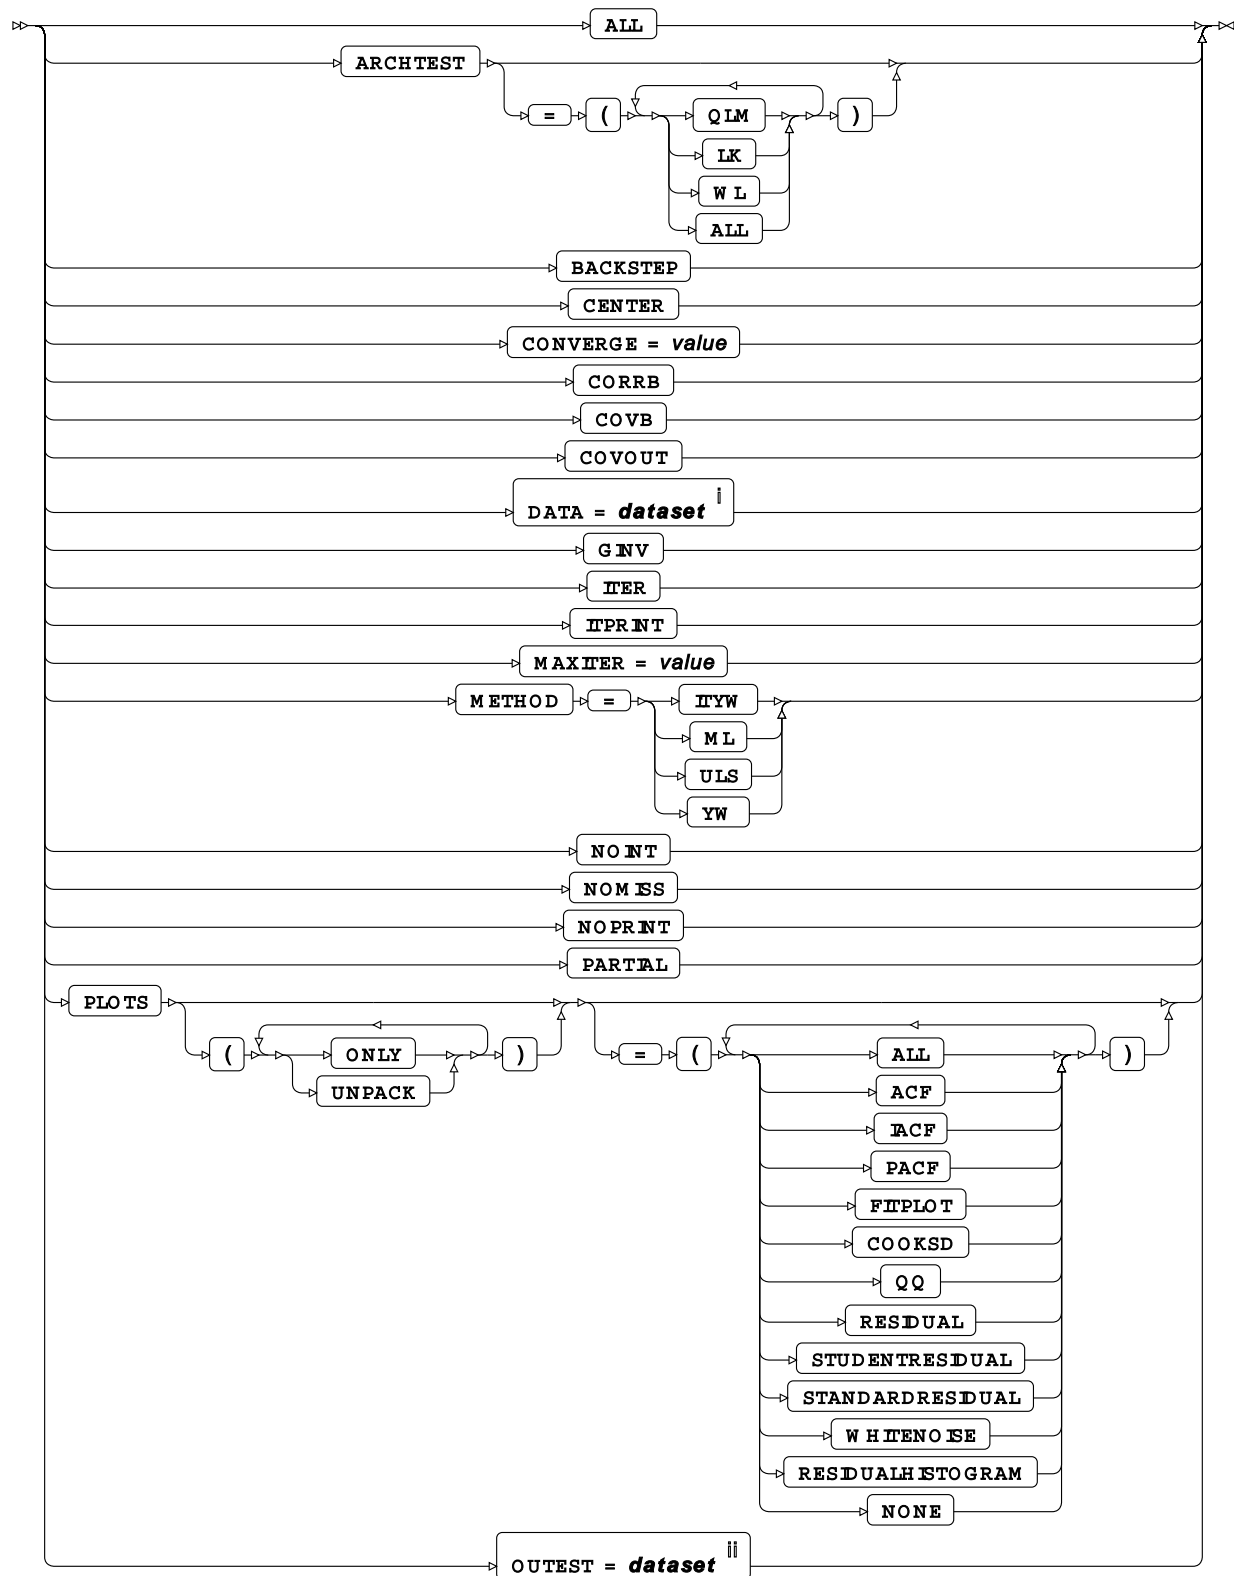 ALL
ARCHTEST
= ( QLM )
LK
WL
ALL
BACKSTEP
CENTER
CONVERGE = value
CORRB
COVB
COVOUT
DATA = dataset i
GINV
ITER
ITPRINT
MAXITER = value
METHOD = ITYW
ML
ULS
YW
NOINT
NOMISS
NOPRINT
PARTIAL
PLOTS
( ONLY ) = ( ALL )
UNPACK
ACF
IACF
PACF
FITPLOT
COOKSD
QQ
RESIDUAL
STUDENTRESIDUAL
STANDARDRESIDUAL
WHITENOISE
RESIDUALHISTOGRAM
NONE
OUTEST = dataset ii